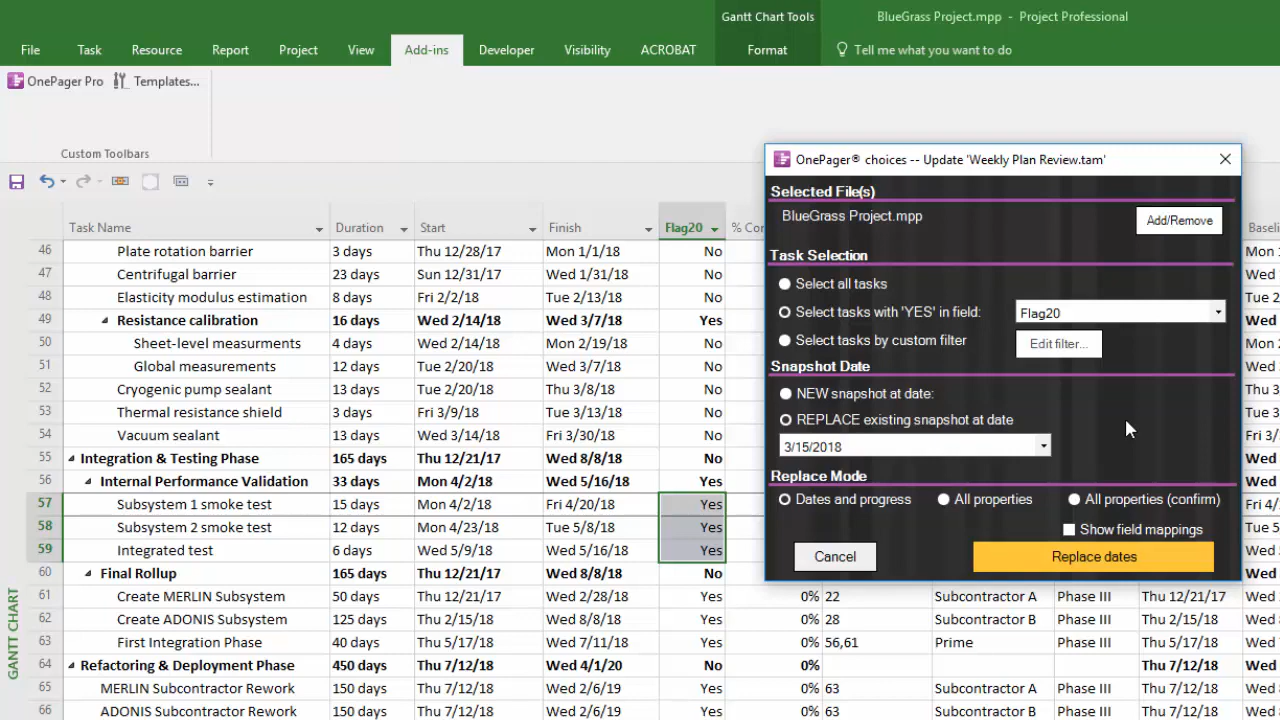 Gantt Chart Tools BlueGrass Project.mpp - Project Professional
File Task Resource Report Project View Add-ins Developer Visibility ACROBAT Format Tell me what you want to do
OnePager Pro Templates...
Custom Toolbars
OnePager® choices -- Update 'Weekly Plan Review.tam'
Selected File(s)
BlueGrass Project.mpp Add/Remove
Task Selection
Select all tasks
Select tasks with 'YES' in field: Flag20
Select tasks by custom filter Edit filter...
Snapshot Date
NEW snapshot at date:
REPLACE existing snapshot at date
3/15/2018
Replace Mode
Dates and progress All properties All properties (confirm)
Show field mappings
Cancel Replace dates
Task Name Duration Start Finish Flag20 % Co
46 Plate rotation barrier 3 days Thu 12/28/17 Mon 1/1/18 No
47 Centrifugal barrier 23 days Sun 12/31/17 Wed 1/31/18 No
48 Elasticity modulus estimation 8 days Fri 2/2/18 Tue 2/13/18 No
49 Resistance calibration 16 days Wed 2/14/18 Wed 3/7/18 Yes
50 Sheet-level measurments 4 days Wed 2/14/18 Mon 2/19/18 No
51 Global measurements 12 days Tue 2/20/18 Wed 3/7/18 No
52 Cryogenic pump sealant 13 days Tue 2/20/18 Thu 3/8/18 No
53 Thermal resistance shield 3 days Fri 3/9/18 Tue 3/13/18 No
54 Vacuum sealant 13 days Wed 3/14/18 Fri 3/30/18 No
55 Integration & Testing Phase 165 days Thu 12/21/17 Wed 8/8/18 No
56 Internal Performance Validation 33 days Mon 4/2/18 Wed 5/16/18 Yes
57 Subsystem 1 smoke test 15 days Mon 4/2/18 Fri 4/20/18 Yes
58 Subsystem 2 smoke test 12 days Mon 4/23/18 Tue 5/8/18 Yes
59 Integrated test 6 days Wed 5/9/18 Wed 5/16/18 Yes
60 Final Rollup 165 days Thu 12/21/17 Wed 8/8/18 No
61 Create MERLIN Subsystem 50 days Thu 12/21/17 Wed 2/28/18 Yes 0% 22 Subcontractor A Phase III Thu 12/21/17
62 Create ADONIS Subsystem 125 days Thu 2/15/18 Wed 8/8/18 Yes 0% 28 Subcontractor B Phase III Thu 2/15/18
63 First Integration Phase 40 days Thu 5/17/18 Wed 7/11/18 Yes 0% 56,61 Prime Phase III Thu 5/17/18
64 Refactoring & Deployment Phase 450 days Thu 7/12/18 Wed 4/1/20 No 0% Thu 7/12/18
65 MERLIN Subcontractor Rework 150 days Thu 7/12/18 Wed 2/6/19 Yes 0% 63 Subcontractor A Phase III Thu 7/12/18
66 ADONIS Subcontractor Rework 150 days Thu 7/12/18 Wed 2/6/19 Yes 0% 63 Subcontractor B Phase III Thu 7/12/18
GANTT CHART